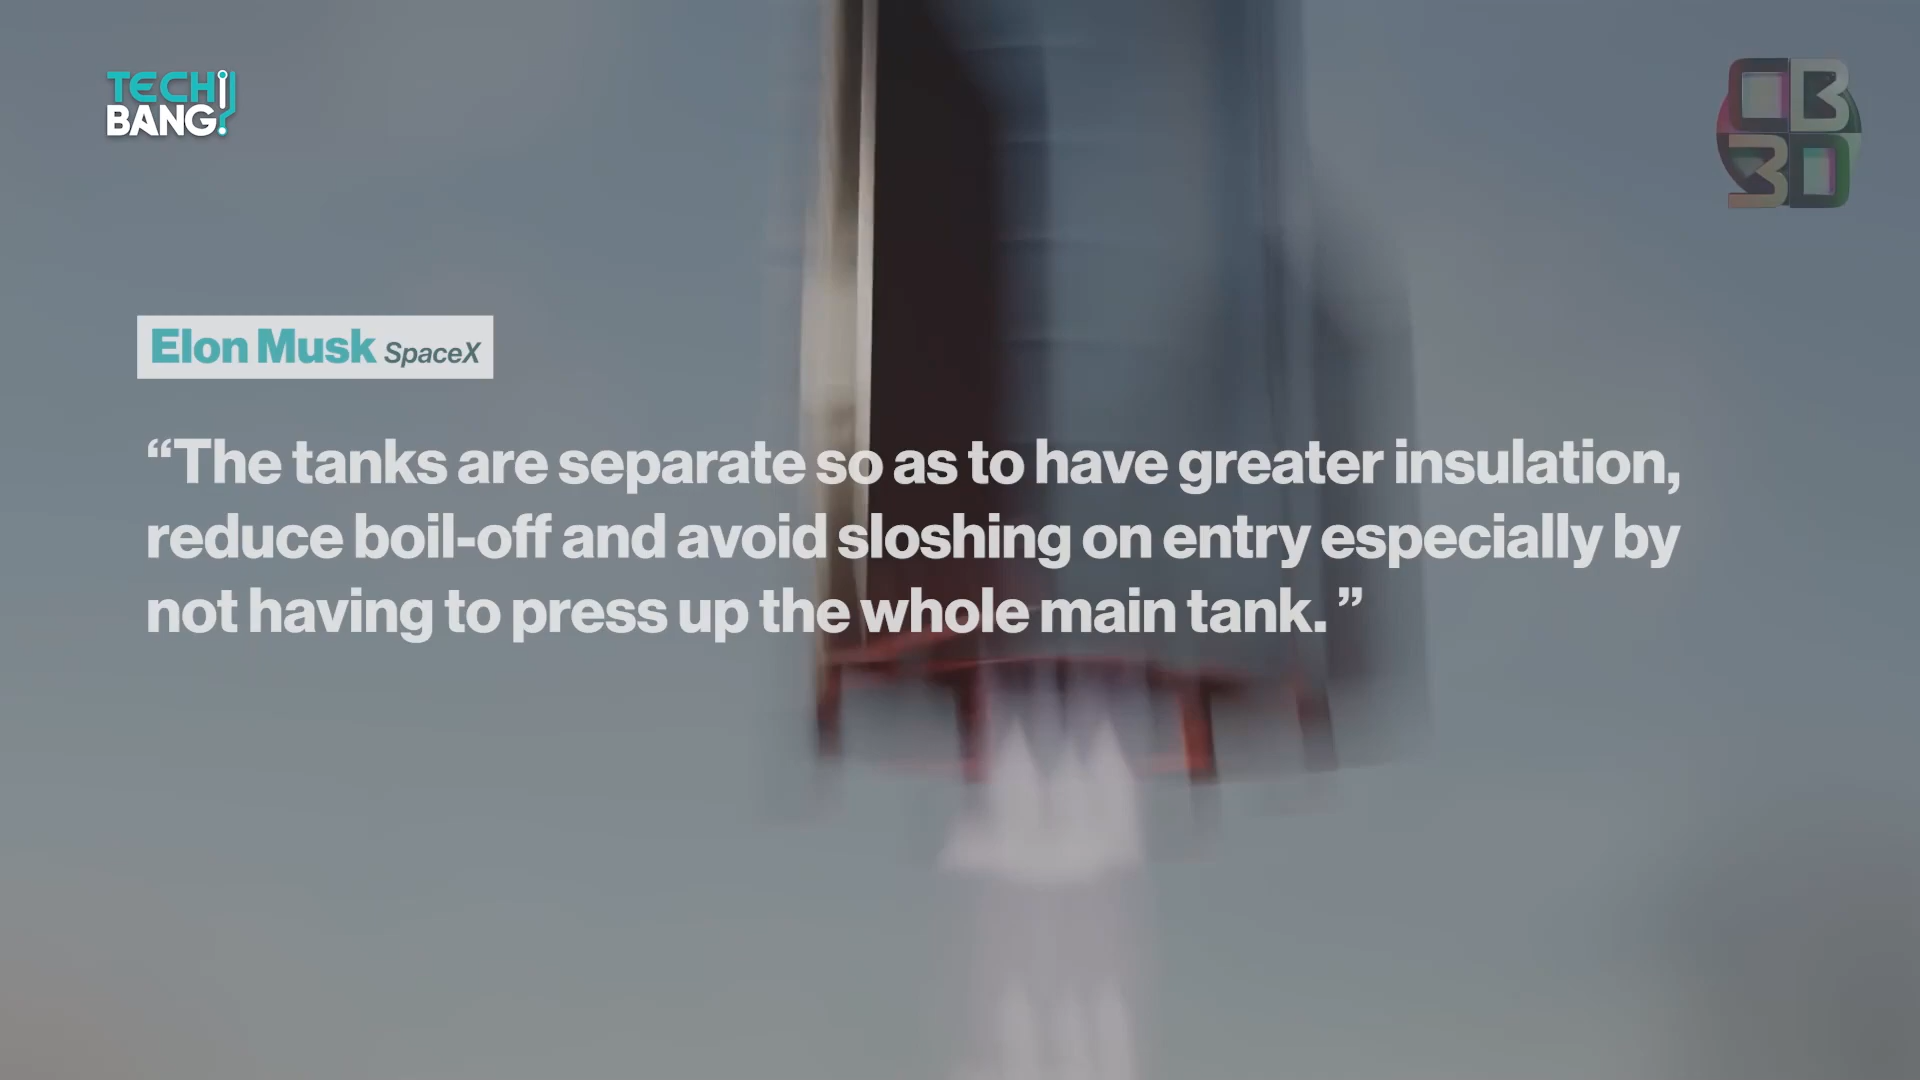 TECH
BANG!
CB
3D
Elon Musk SpaceX
“The tanks are separate so as to have greater insulation,
reduce boil-off and avoid sloshing on entry especially by
not having to press up the whole main tank. ”